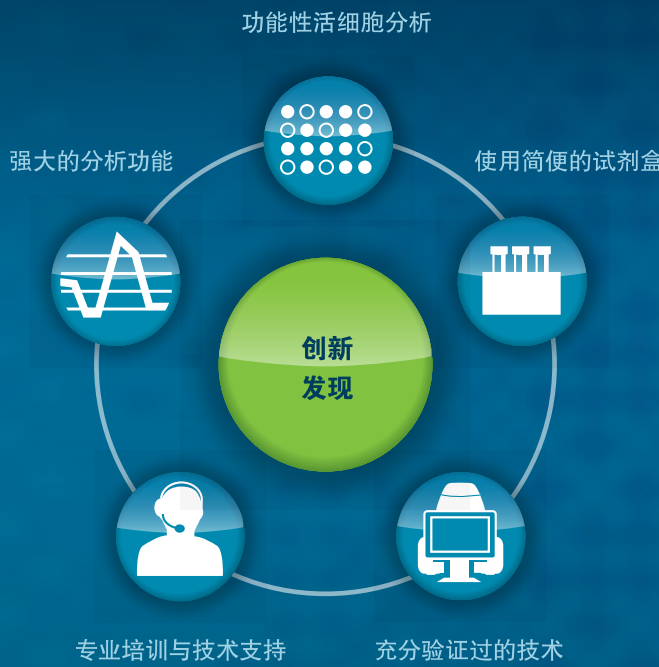 功能性活细胞分析
强大的分析功能
使用简便的试剂盒
创新
发现
专业培训与技术支持
充分验证过的技术